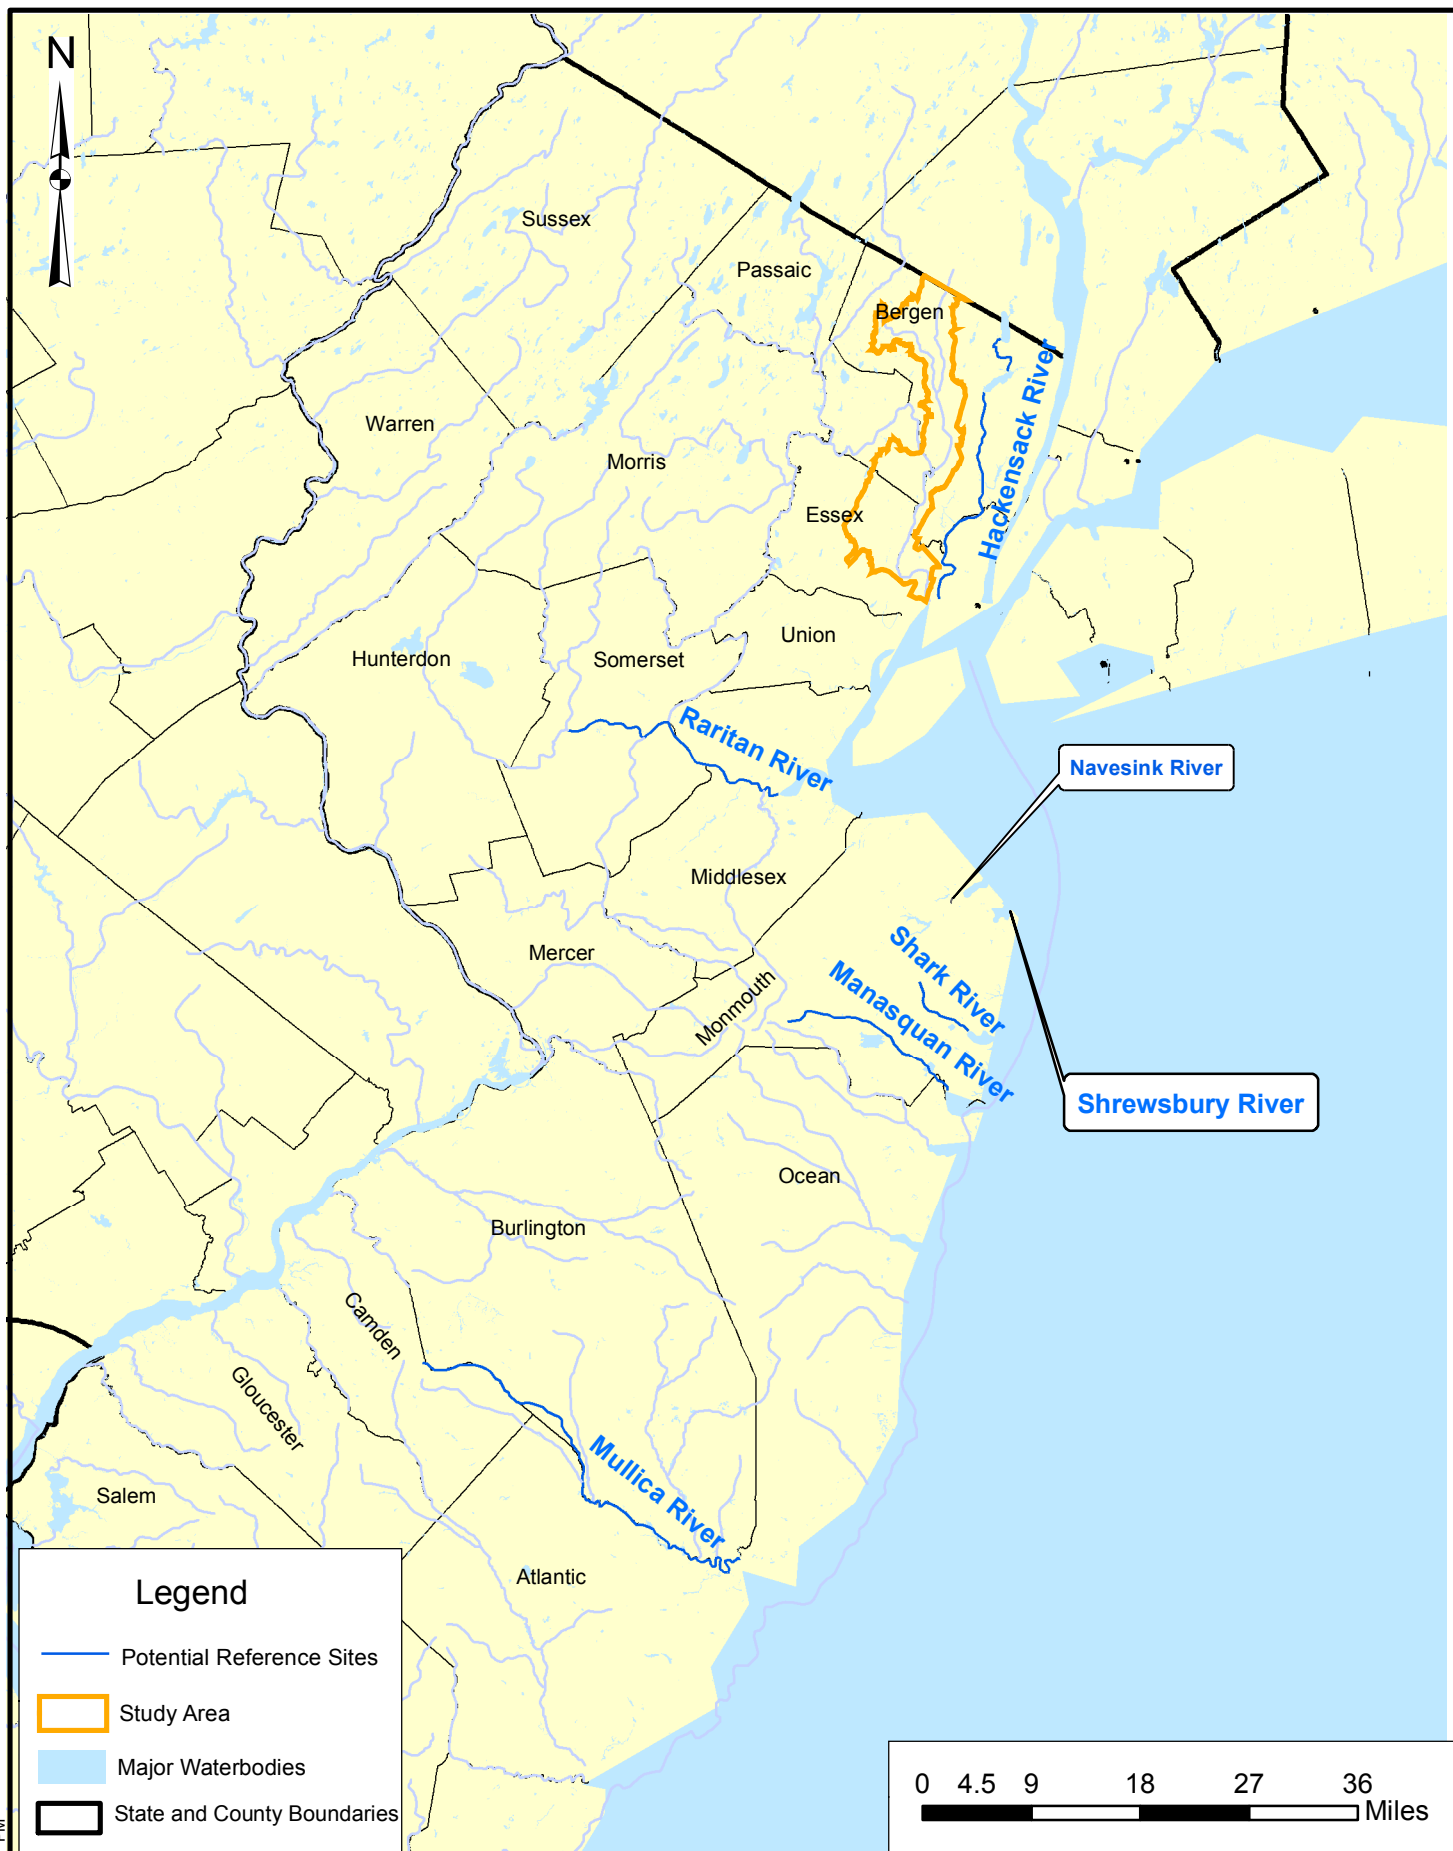 N
Sussex
Passaic
Bergen
Hackensack River
Warren
Morris
Essex
Union
Hunterdon
Somerset
Raritan River
Navesink River
Middlesex
Mercer
Monmouth
Shark River
Manasquan River
Shrewsbury River
Ocean
Burlington
Camden
Gloucester
Mullica River
Salem
Atlantic
Legend
Potential Reference Sites
Study Area
Major Waterbodies
State and County Boundaries
0 4.5 9 18 27 36
Miles